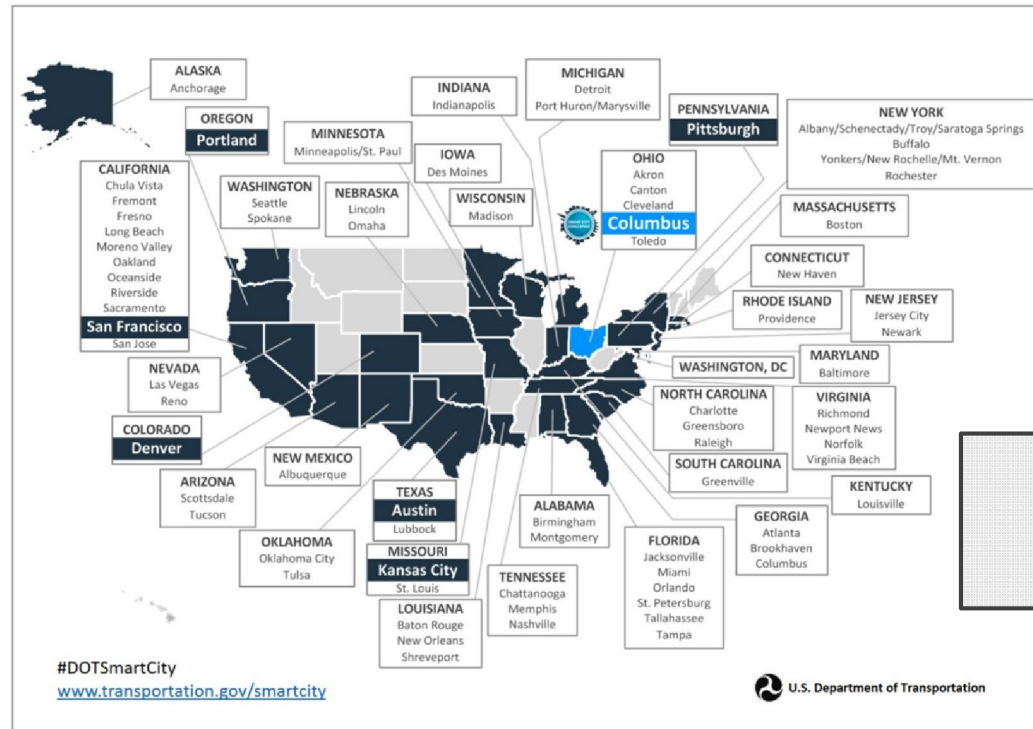 ALASKA
Anchorage
OREGON
Portland
CALIFORNIA
Chula Vista
Fremont
Fresno
Long Beach
Moreno Valley
Oakland
Oceanside
Riverside
Sacramento
San Francisco
San Jose
WASHINGTON
Seattle
Spokane
MINNESOTA
Minneapolis/St. Paul
NEBRASKA
Lincoln
Omaha
INDIANA
Indianapolis
IOWA
Des Moines
WISCONSIN
Madison
MICHIGAN
Detroit
Port Huron/Marysville
OHIO
Akron
Canton
Cleveland
Columbus
Toledo
PENNSYLVANIA
Pittsburgh
NEW YORK
Albany/Schenectady/Troy/Saratoga Springs
Buffalo
Yonkers/New Rochelle/Mt. Vernon
Rochester
MASSACHUSETTS
Boston
CONNECTICUT
New Haven
RHODE ISLAND
Providence
NEW JERSEY
Jersey City
Newark
WASHINGTON, DC
MARYLAND
Baltimore
NEVADA
Las Vegas
Reno
COLORADO
Denver
ARIZONA
Scottsdale
Tucson
NEW MEXICO
Albuquerque
OKLAHOMA
Oklahoma City
Tulsa
TEXAS
Austin
Lubbock
MISSOURI
Kansas City
St. Louis
LOUISIANA
Baton Rouge
New Orleans
Shreveport
TENNESSEE
Chattanooga
Memphis
Nashville
ALABAMA
Birmingham
Montgomery
NORTH CAROLINA
Charlotte
Greensboro
Raleigh
SOUTH CAROLINA
Greenville
VIRGINIA
Richmond
Newport News
Norfolk
Virginia Beach
KENTUCKY
Louisville
GEORGIA
Atlanta
Brookhaven
Columbus
FLORIDA
Jacksonville
Miami
Orlando
St. Petersburg
Tallahassee
Tampa
#DOTSmartCity
www.transportation.gov/smartcity
U.S. Department of Transportation